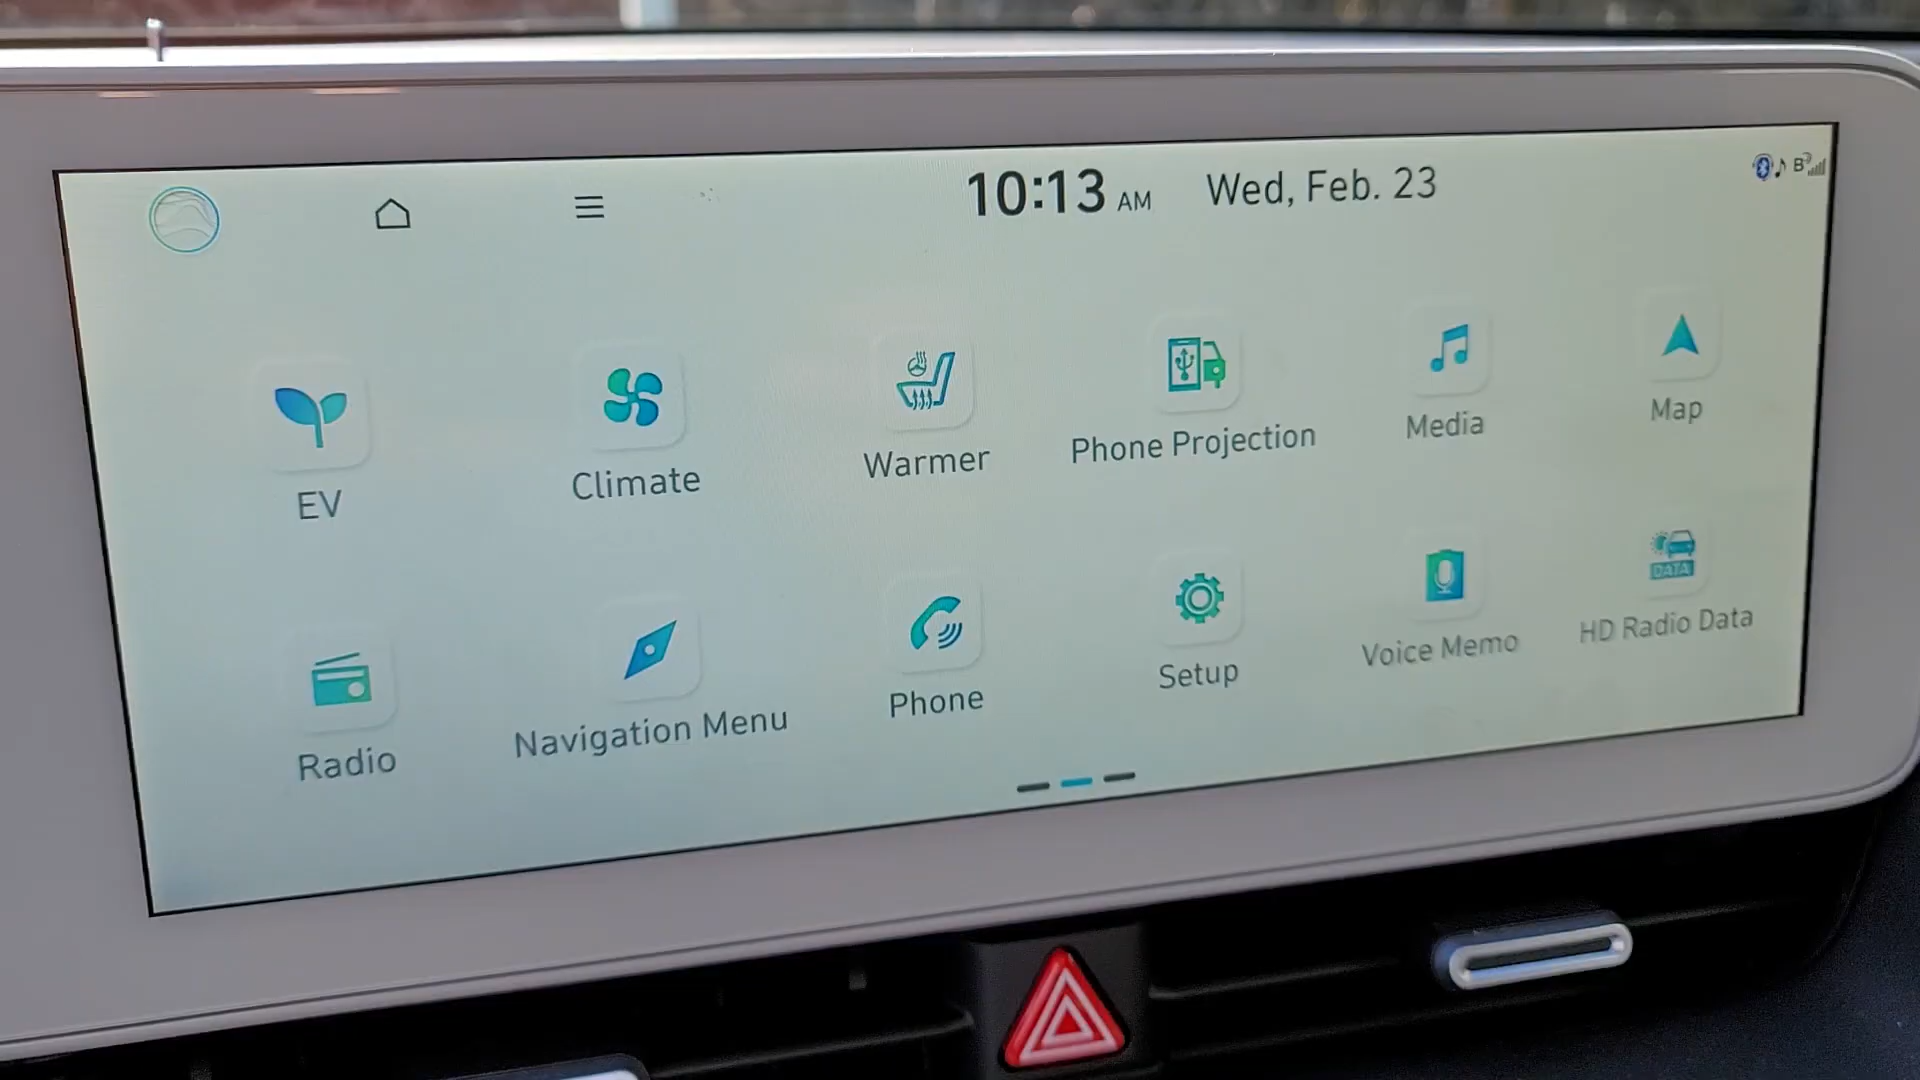 10:13 AM Wed, Feb. 23
B
EV Climate Warmer Phone Projection Media Map
DATA
Radio Navigation Menu Phone Setup Voice Memo HD Radio Data